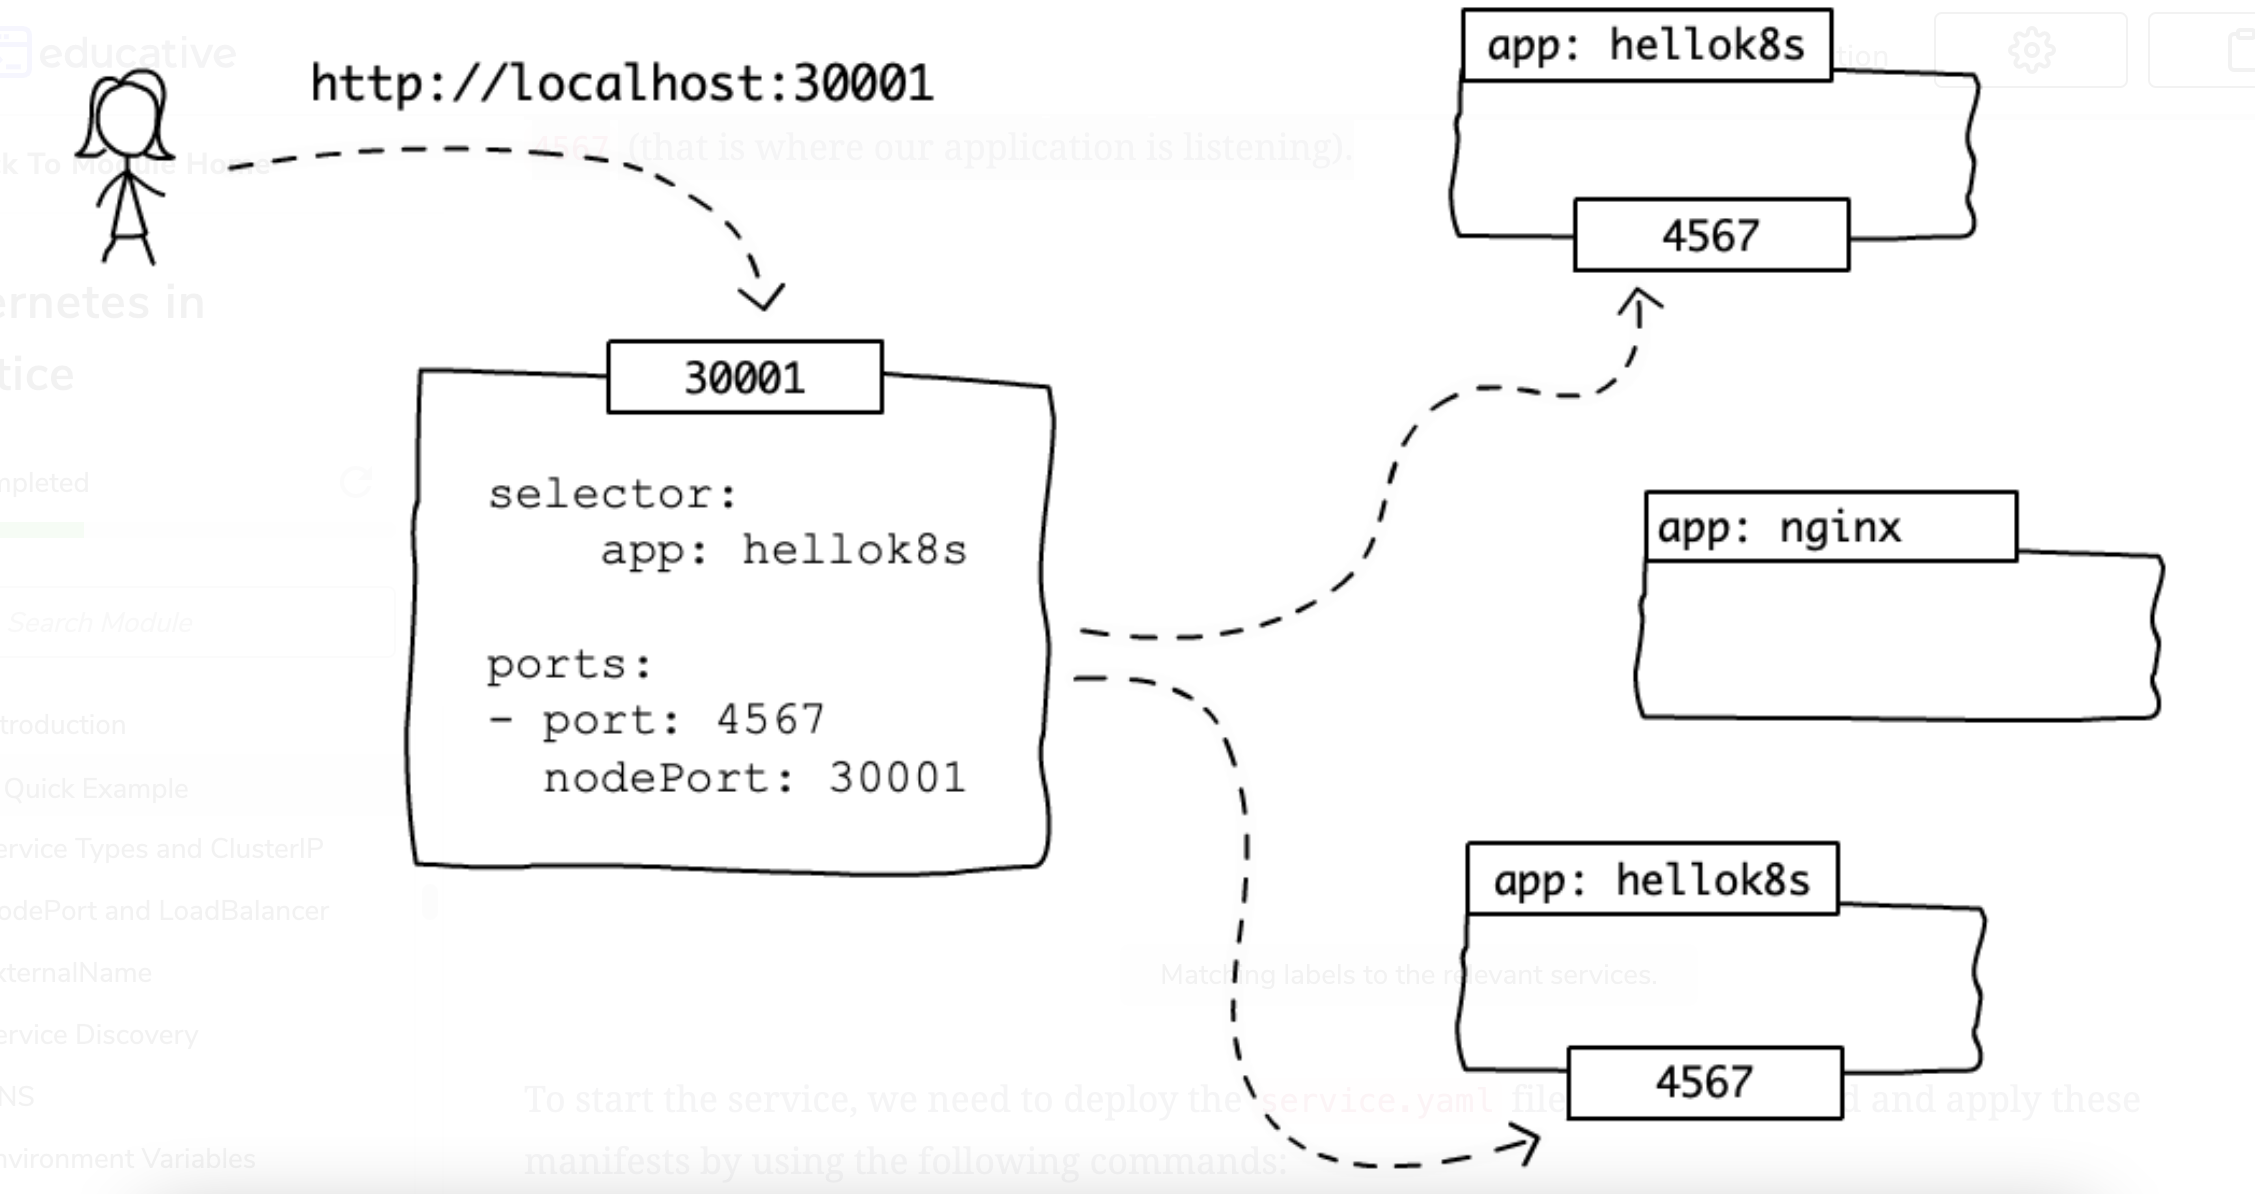 educative
http://localhost:30001
app: hellok8s
tion
4567 (that is where our application is listening).
k To Module Home
4567
ernetes in
tice
30001
mpleted
selector:
app: hellok8s
app: nginx
Search Module
ports:
- port: 4567
nodePort: 30001
troduction
Quick Example
ervice Types and ClusterIP
odePort and LoadBalancer
app: hellok8s
xternalName
Matching labels to the relevant services.
ervice Discovery
4567
NS
To start the service, we need to deploy the service.yaml file d and apply these
nvironment Variables
manifests by using the following commands: